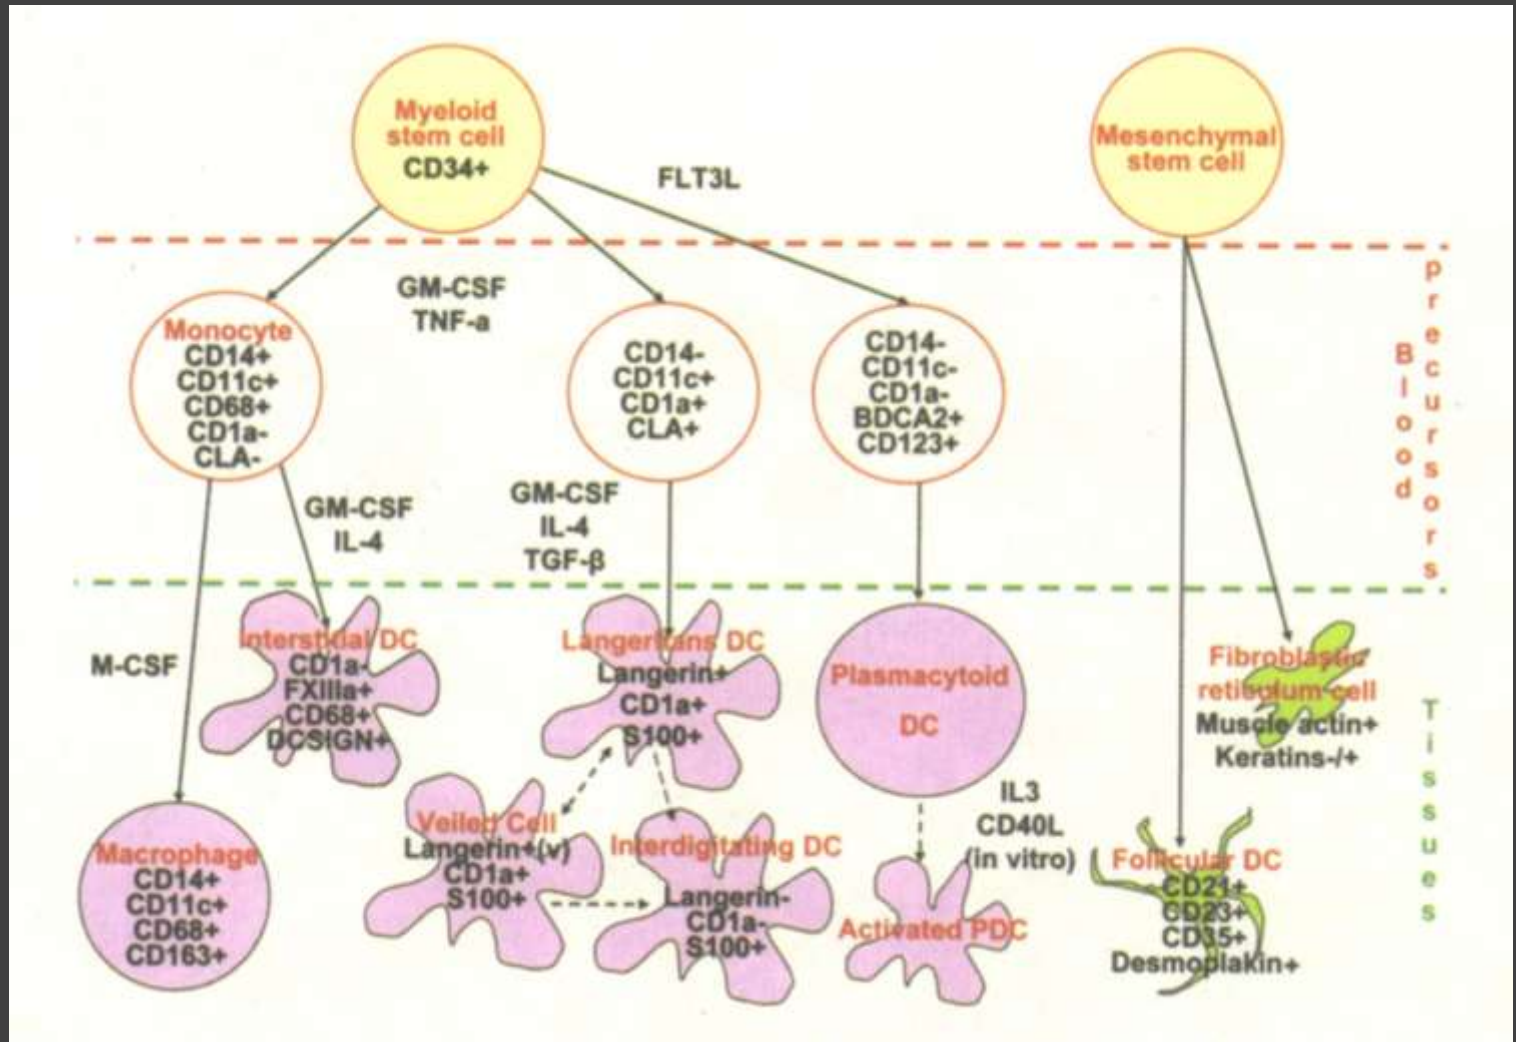 Myeloid
stem cell
CD34+
FLT3L
Mesenchymal
stem cell
GM-CSF
TNF-a
Monocyte
CD14+
CD11c+
CD68+
CD1a-
CLA-
CD14-
CD11c+
CD1a+
CLA+
CD14-
CD11c-
CD1a-
BDCA2+
CD123+
Blood
precursors
GM-CSF
IL-4
GM-CSF
IL-4
TGF-β
M-CSF
Interstitial DC
CD1a-
FXIIIa+
CD68+
DCSIGN+
Langerhans DC
Langerin+
CD1a+
S100+
Plasmacytoid
DC
Fibroblastic
reticulum cell
Muscle actin+
Keratins-/+
Tissues
Macrophage
CD14+
CD11c+
CD68+
CD163+
Veiled Cell
Langerin+(v)
CD1a+
S100+
Interdigitating DC
Langerin-
CD1a-
S100+
IL3
CD40L
(in vitro)
Activated PDC
Follicular DC
CD21+
CD23+
CD35+
Desmoplakin+